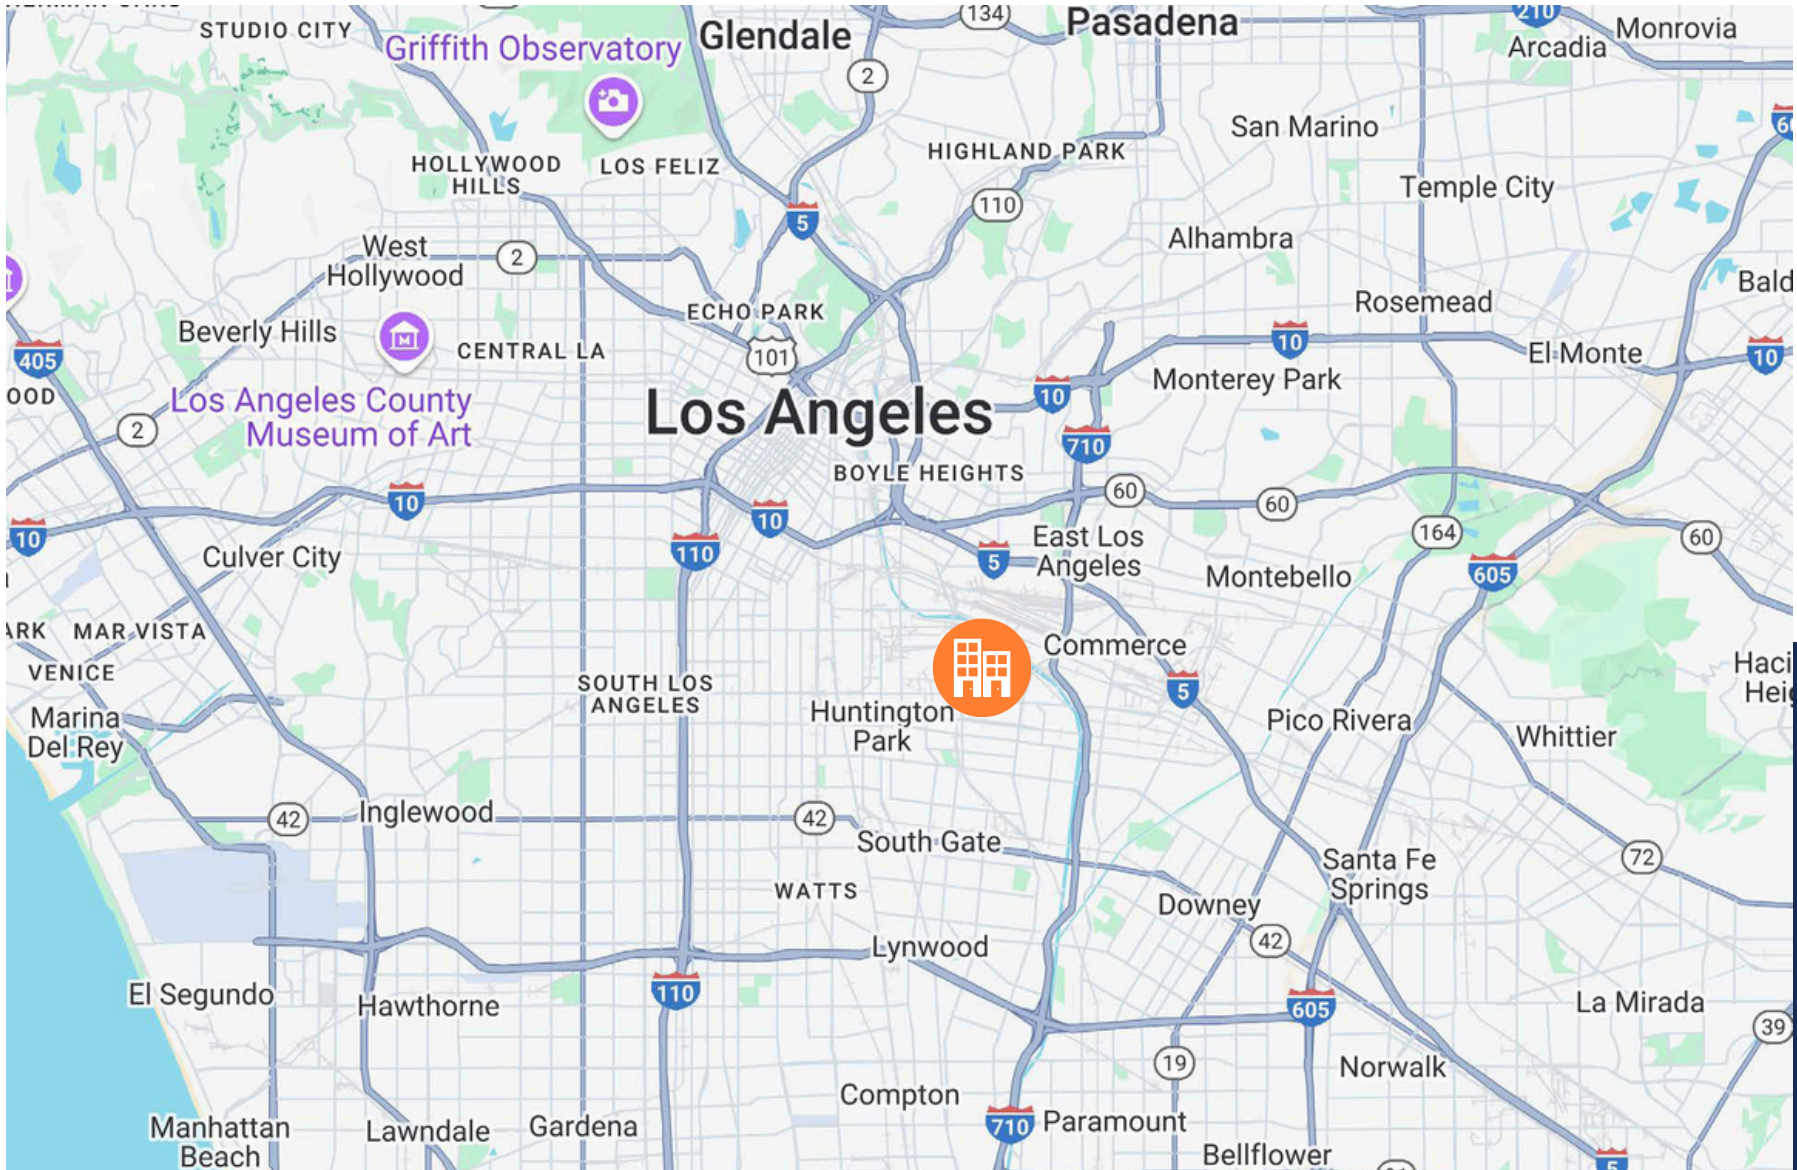 STUDIO CITY
Griffith Observatory
Glendale
134
Pasadena
210
Monrovia
Arcadia
2
San Marino
HOLLYWOOD
HILLS
LOS FELIZ
HIGHLAND PARK
110
Temple City
5
Alhambra
West
Hollywood
2
Rosemead
Beverly Hills
ECHO PARK
CENTRAL LA
101
10
El Monte
10
405
Monterey Park
Los Angeles County
Museum of Art
2
Los Angeles
10
710
BOYLE HEIGHTS
10
60
60
10
10
110
5
East Los
Angeles
164
60
605
Culver City
Montebello
MAR VISTA
VENICE
Commerce
SOUTH LOS
ANGELES
5
Marina
Del Rey
Huntington
Park
Pico Rivera
Whittier
42
Inglewood
42
South Gate
72
WATTS
Santa Fe
Springs
Downey
42
Lynwood
El Segundo
Hawthorne
110
605
La Mirada
39
19
Norwalk
Compton
710
Paramount
Manhattan
Beach
Lawndale
Gardena
Bellflower
5